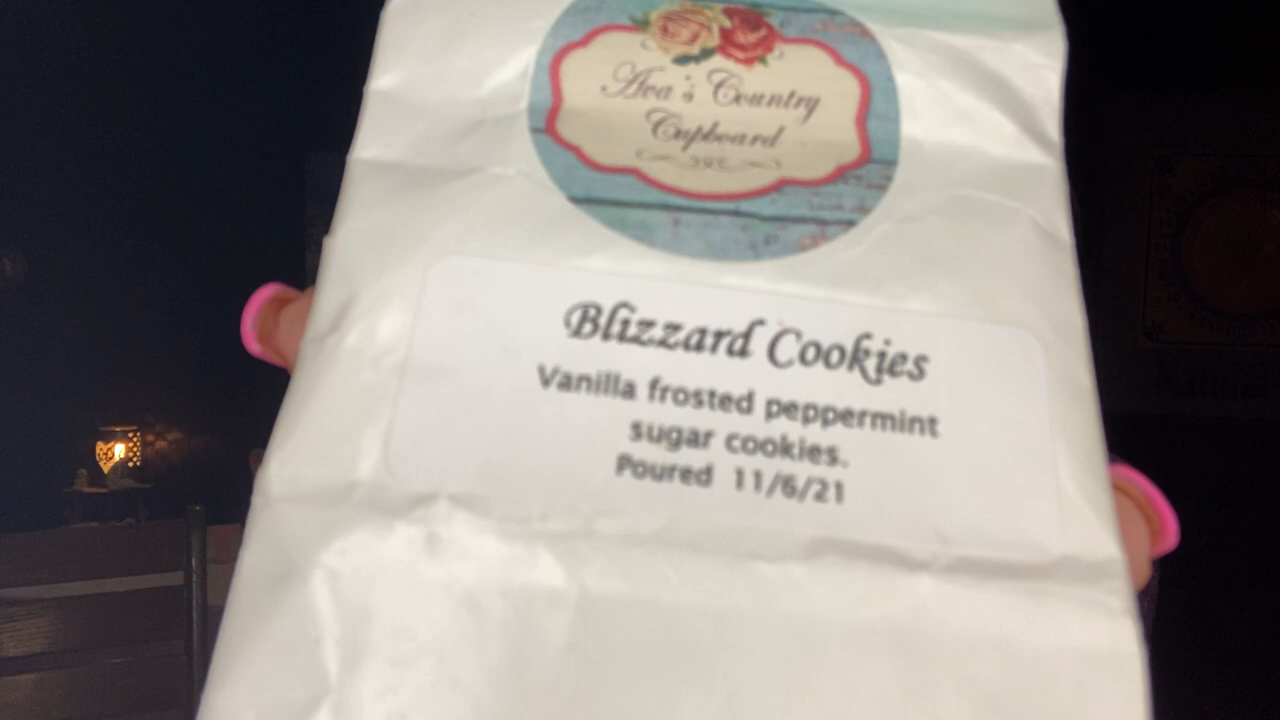 Ava's Country
Cupboard
Blizzard Cookies
Vanilla frosted peppermint
sugar cookies.
Poured 11/6/21